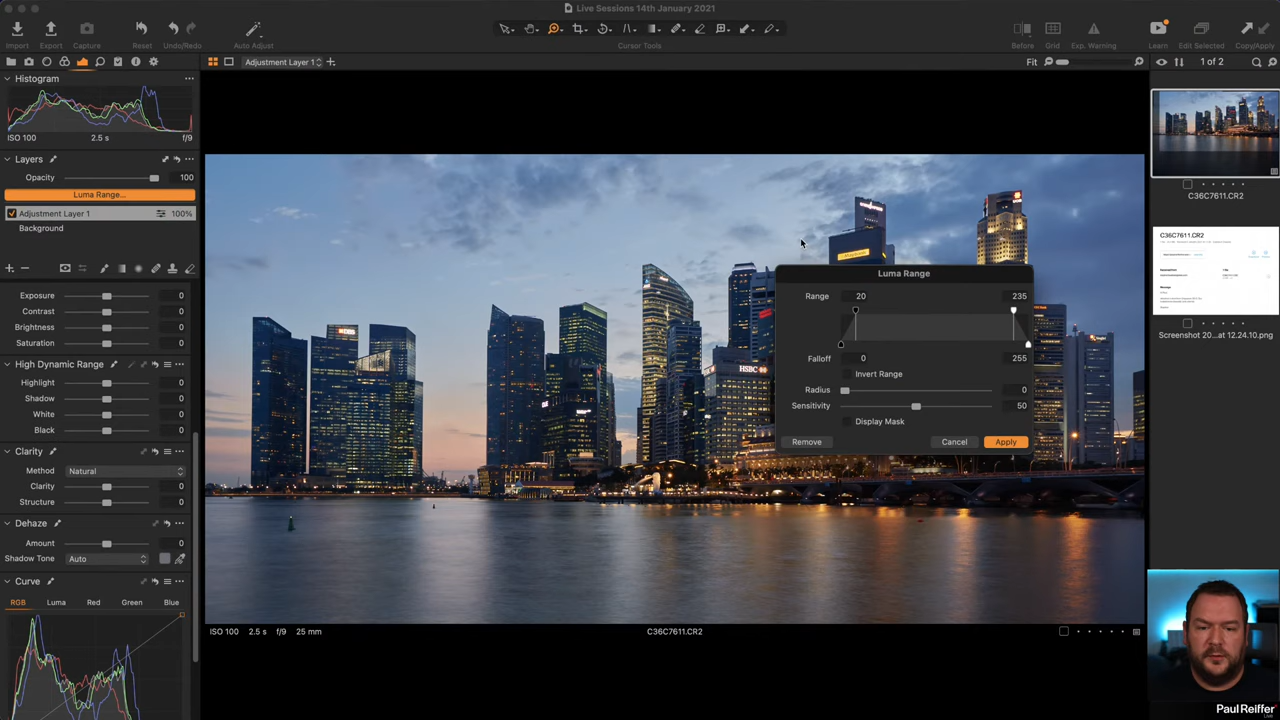 Live Sessions 14th January 2021
Import
Export
Capture
Reset
Undo/Redo
Auto Adjust
Cursor Tools
Before
Grid
Exp. Warning
Learn
Edit Selected
Copy/Apply
Adjustment Layer 1
Fit
1 of 2
Histogram
ISO 100
2.5 s
f/9
Layers
Opacity
100
Luma Range...
Adjustment Layer 1
100%
Background
Exposure
0
Contrast
0
Brightness
0
Saturation
0
High Dynamic Range
Highlight
0
Shadow
0
White
0
Black
0
Clarity
Method
Natural
Clarity
0
Structure
0
Dehaze
Amount
0
Shadow Tone
Auto
Curve
RGB
Luma
Red
Green
Blue
HSBC
Luma Range
Range
20
235
Falloff
0
255
Invert Range
Radius
0
Sensitivity
50
Display Mask
Remove
Cancel
Apply
ISO 100
2.5 s
f/9
25 mm
C36C7611.CR2
C36C7611.CR2
C36C7611.CR2
Screenshot 20...at 12.24.10.png
Paul Reiffer